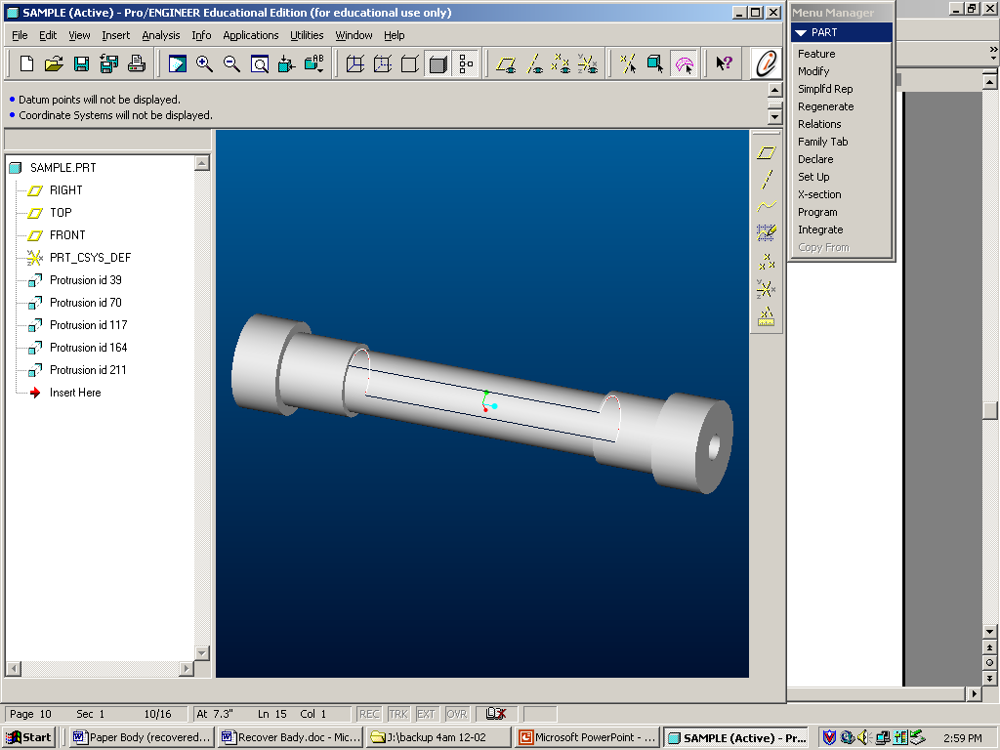 SAMPLE (Active) - Pro/ENGINEER Educational Edition (for educational use only)
File Edit View Insert Analysis Info Applications Utilities Window Help
AB
Datum points will not be displayed.
Coordinate Systems will not be displayed.
SAMPLE.PRT
RIGHT
TOP
FRONT
PRT_CSYS_DEF
Protrusion id 39
Protrusion id 70
Protrusion id 117
Protrusion id 164
Protrusion id 211
Insert Here
Menu Manager
PART
Feature
Modify
Simplfd Rep
Regenerate
Relations
Family Tab
Declare
Set Up
X-section
Program
Integrate
Copy From
Page 10 Sec 1 10/16 At 7.3" Ln 15 Col 1 REC TRK EXT OVR
Start Paper Body (recovered... Recover Bady.doc - Mic... J:\backup 4am 12-02 Microsoft PowerPoint - ... SAMPLE (Active) - Pr... 2:59 PM